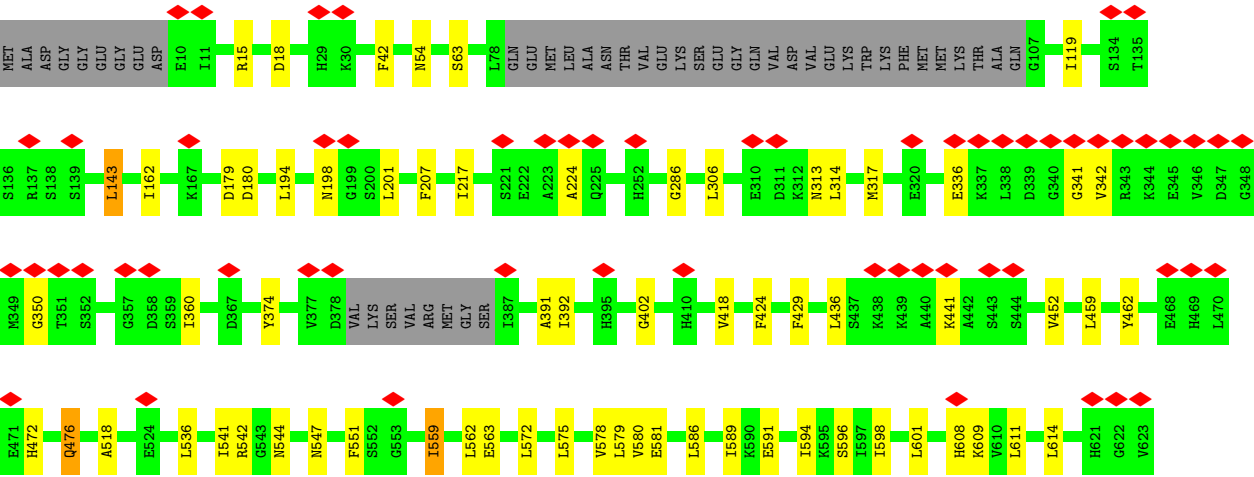 MET ALA ASP GLY GLY GLU GLY GLU ASP E10 I11 R15 D18 H29 K30 F42 N54 S63 L78 GLN GLU MET LEU ALA ASN THR VAL GLU LYS SER GLU GLY GLN VAL ASP VAL GLU LYS TRP LYS PHE MET MET LYS THR ALA GLN G107 I119 S134 T135
S136 R137 S138 S139 L143 I162 K167 D179 D180 L194 N198 G199 S200 L201 F207 I217 S221 E222 A223 A224 Q225 H252 G286 L306 E310 D311 K312 N313 L314 M317 E320 E336 K337 L338 D339 G340 G341 V342 R343 K344 E345 V346 D347 G348
M349 G350 T351 S352 G357 D358 S359 I360 D367 Y374 V377 D378 VAL LYS SER VAL ARG MET GLY SER I387 A391 I392 H395 G402 H410 V418 F424 F429 L436 S437 K438 K439 A440 K441 A442 S443 S444 V452 L459 Y462 E468 H469 L470
E471 H472 Q476 A518 E524 L536 I541 R542 G543 N544 N547 F551 S552 G553 I559 L562 E563 L572 L575 V578 L579 V580 E581 L586 I589 K590 E591 I594 K595 S596 I597 I598 L601 H608 K609 V610 L611 L614 H621 G622 V623